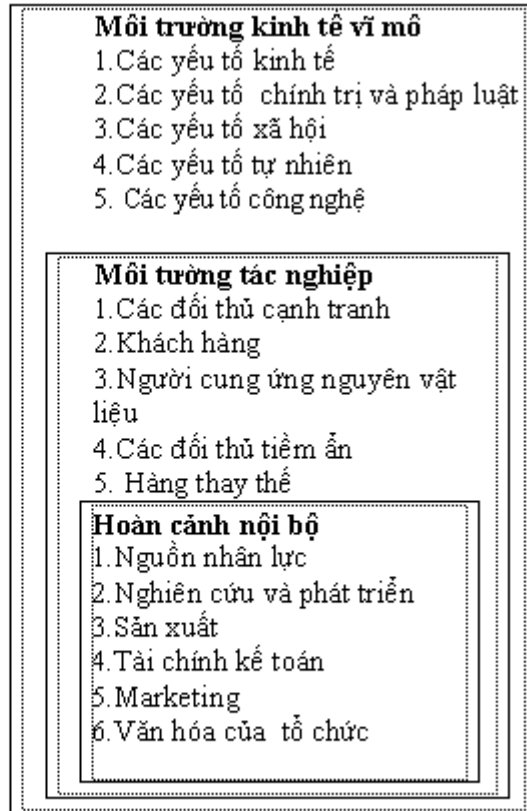 Môi trường kinh tế vĩ mô
1.Các yếu tố kinh tế
2.Các yếu tố chính trị và pháp luật
3.Các yếu tố xã hội
4.Các yếu tố tự nhiên
5. Các yếu tố công nghệ
Môi tường tác nghiệp
1.Các đối thủ cạnh tranh
2.Khách hàng
3.Người cung ứng nguyên vật
liệu
4.Các đối thủ tiềm ẩn
5. Hàng thay thế
Hoàn cảnh nội bộ
1.Nguồn nhân lực
2.Nghiên cứu và phát triển
3.Sản xuất
4.Tài chính kế toán
5.Marketing
6.Văn hóa của tổ chức